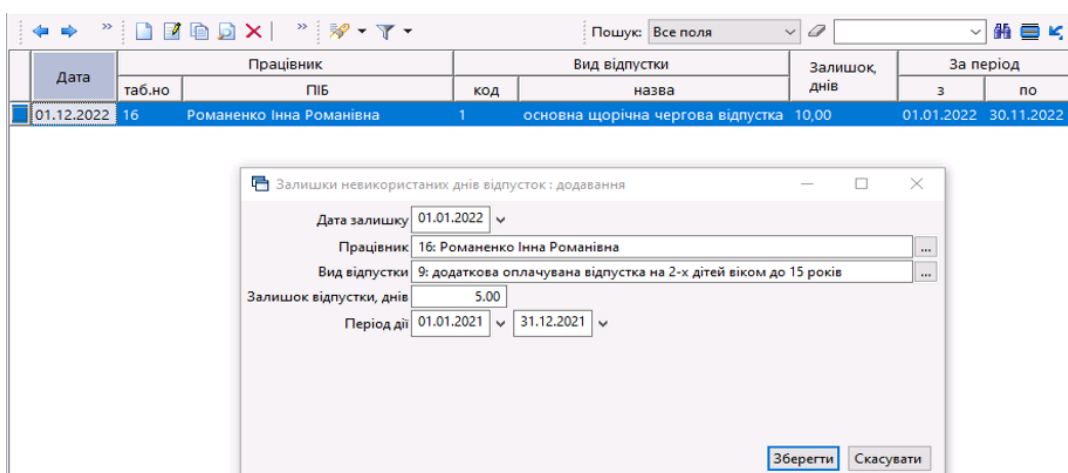 Пошук: Все поля
Дата Працівник Вид відпустки Залишок, днів За період
таб.но ПІБ код назва з по
01.12.2022 16 Романенко Інна Романівна 1 основна щорічна чергова відпустка 10,00 01.01.2022 30.11.2022
Залишки невикористаних днів відпусток : додавання
Дата залишку 01.01.2022
Працівник 16: Романенко Інна Романівна ...
Вид відпустки 9: додаткова оплачувана відпустка на 2-х дітей віком до 15 років ...
Залишок відпустки, днів 5.00
Період дії 01.01.2021 31.12.2021
Зберегти Скасувати